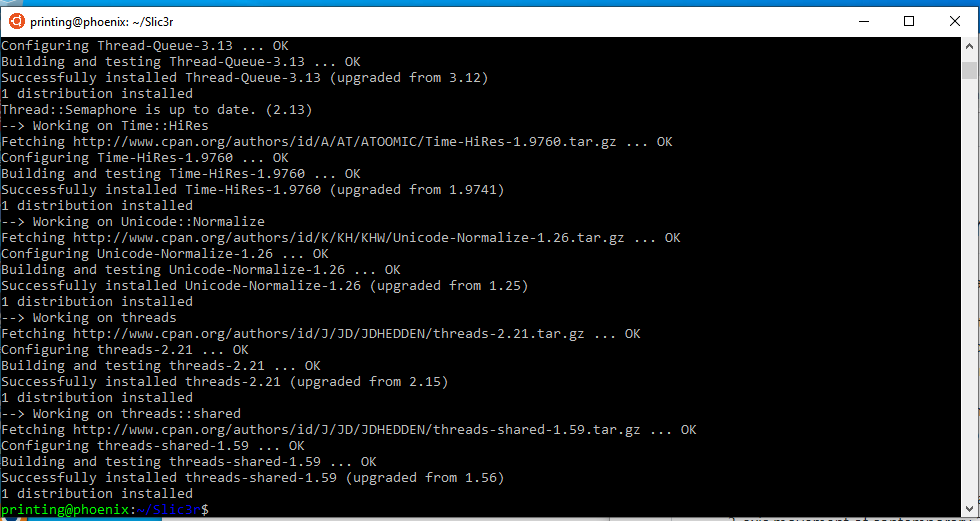 printing@phoenix: ~/Slic3r
Configuring Thread-Queue-3.13 ... OK
Building and testing Thread-Queue-3.13 ... OK
Successfully installed Thread-Queue-3.13 (upgraded from 3.12)
1 distribution installed
Thread::Semaphore is up to date. (2.13)
--> Working on Time::HiRes
Fetching http://www.cpan.org/authors/id/A/AT/ATOOMIC/Time-HiRes-1.9760.tar.gz ... OK
Configuring Time-HiRes-1.9760 ... OK
Building and testing Time-HiRes-1.9760 ... OK
Successfully installed Time-HiRes-1.9760 (upgraded from 1.9741)
1 distribution installed
--> Working on Unicode::Normalize
Fetching http://www.cpan.org/authors/id/K/KH/KHW/Unicode-Normalize-1.26.tar.gz ... OK
Configuring Unicode-Normalize-1.26 ... OK
Building and testing Unicode-Normalize-1.26 ... OK
Successfully installed Unicode-Normalize-1.26 (upgraded from 1.25)
1 distribution installed
--> Working on threads
Fetching http://www.cpan.org/authors/id/J/JD/JDHEDDEN/threads-2.21.tar.gz ... OK
Configuring threads-2.21 ... OK
Building and testing threads-2.21 ... OK
Successfully installed threads-2.21 (upgraded from 2.15)
1 distribution installed
--> Working on threads::shared
Fetching http://www.cpan.org/authors/id/J/JD/JDHEDDEN/threads-shared-1.59.tar.gz ... OK
Configuring threads-shared-1.59 ... OK
Building and testing threads-shared-1.59 ... OK
Successfully installed threads-shared-1.59 (upgraded from 1.56)
1 distribution installed
printing@phoenix:~/Slic3r$